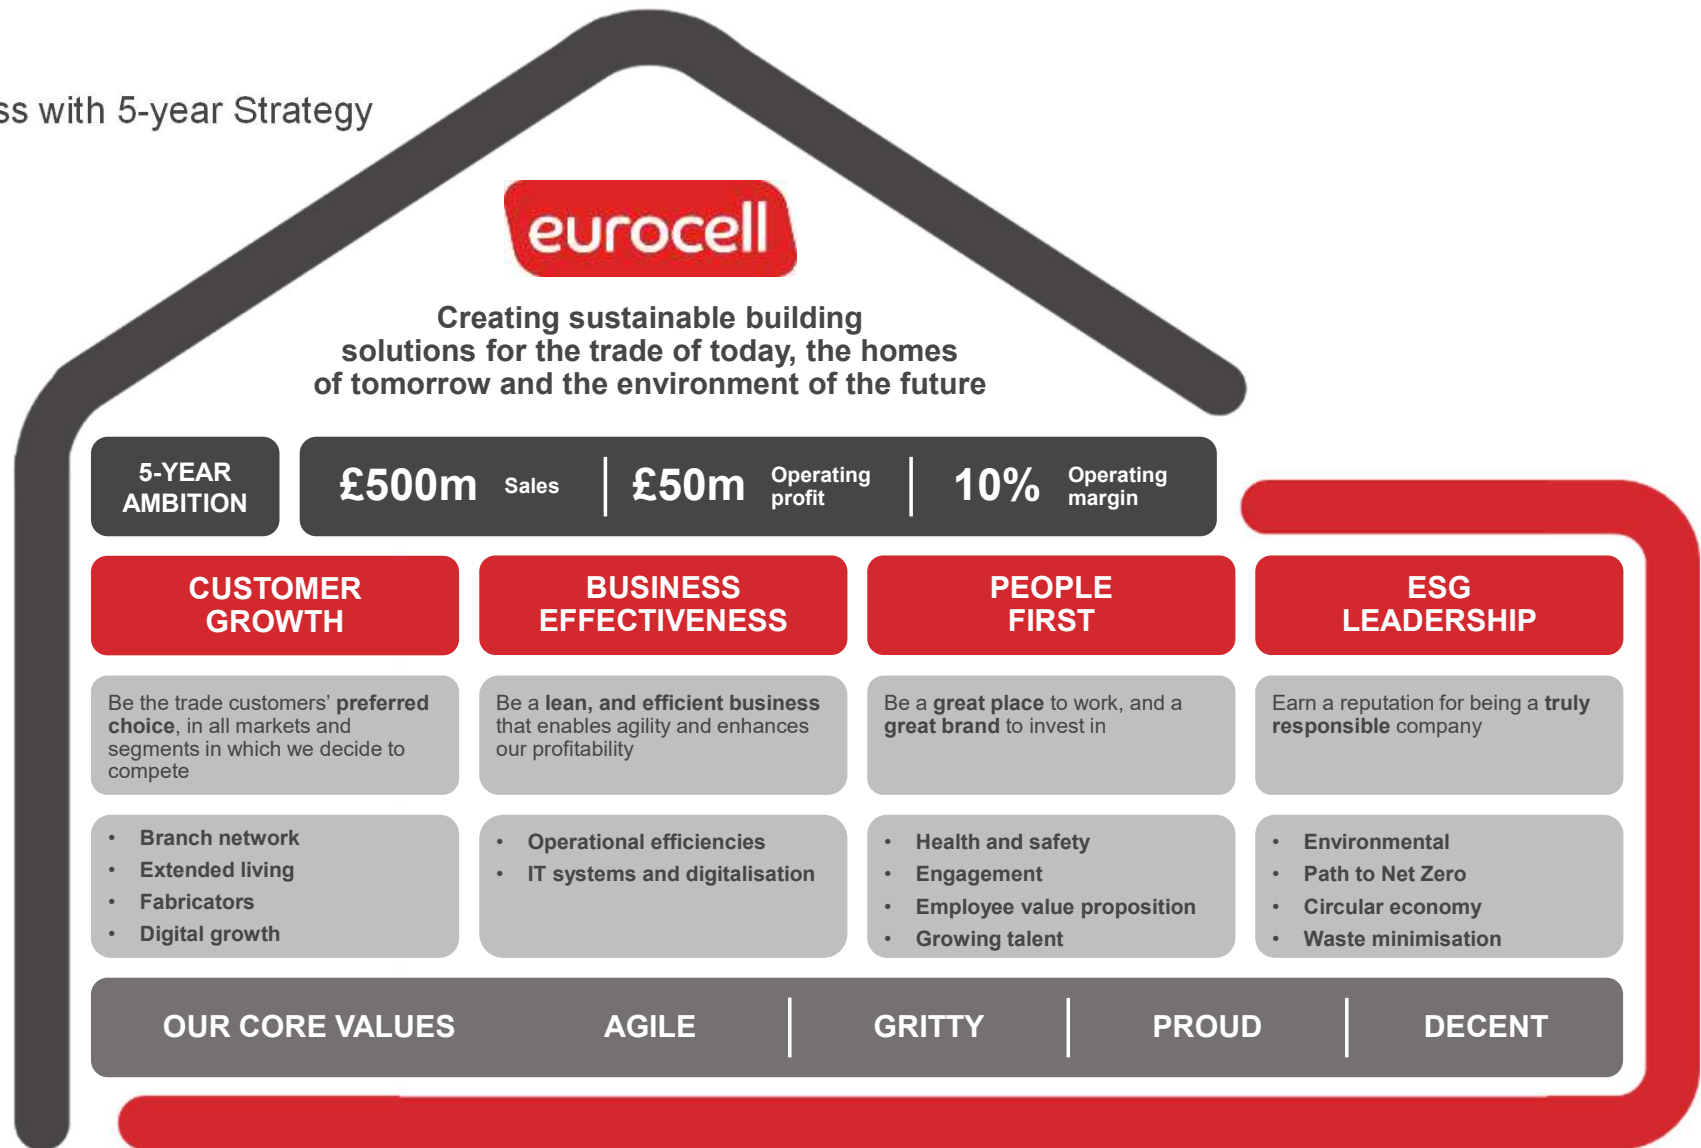 with 5-year Strategy
eurocell
Creating sustainable building
solutions for the trade of today, the homes
of tomorrow and the environment of the future
5-YEAR
AMBITION
£500m Sales
£50m Operating
profit
10% Operating
margin
CUSTOMER
GROWTH
BUSINESS
EFFECTIVENESS
PEOPLE
FIRST
ESG
LEADERSHIP
Be the trade customers’ preferred
choice, in all markets and
segments in which we decide to
compete
Be a lean, and efficient business
that enables agility and enhances
our profitability
Be a great place to work, and a
great brand to invest in
Earn a reputation for being a truly
responsible company
• Branch network
• Extended living
• Fabricators
• Digital growth
• Operational efficiencies
• IT systems and digitalisation
• Health and safety
• Engagement
• Employee value proposition
• Growing talent
• Environmental
• Path to Net Zero
• Circular economy
• Waste minimisation
OUR CORE VALUES AGILE GRITTY PROUD DECENT